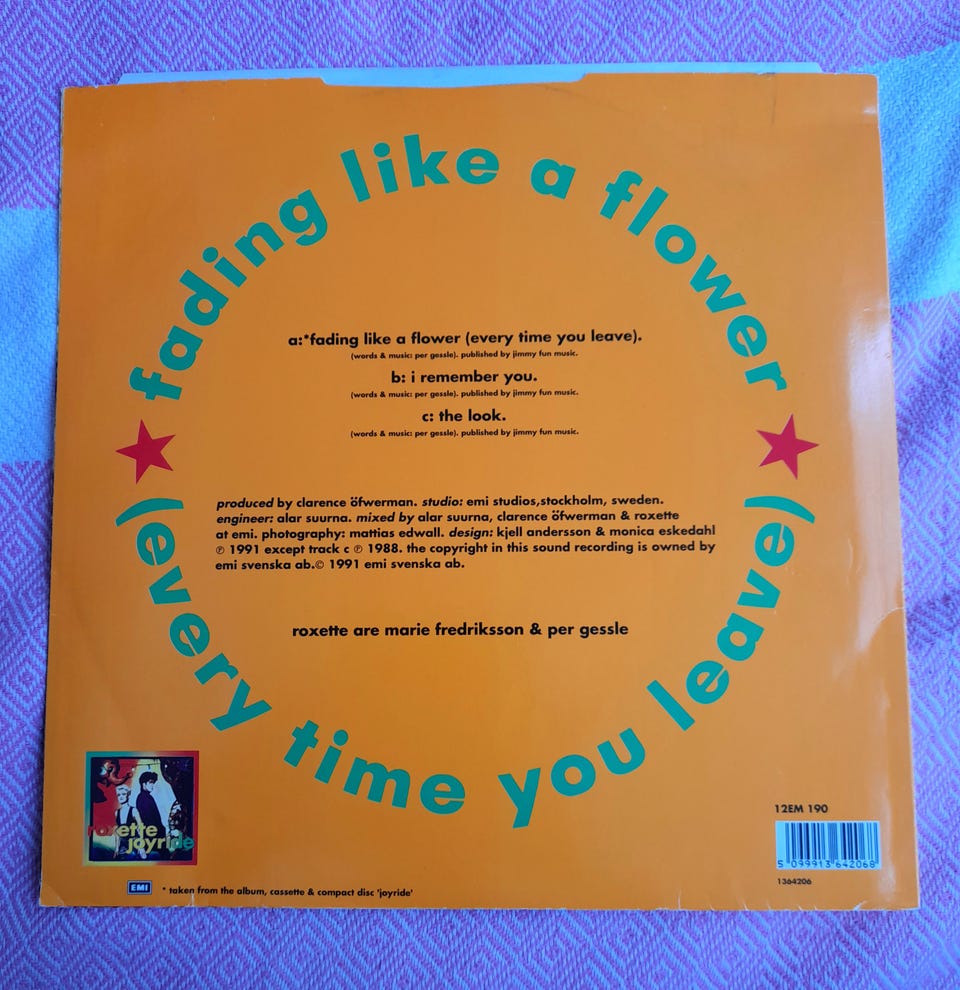 fading like a flower
a:*fading like a flower (every time you leave).
(words & music: per gessle). published by jimmy fun music.
b: i remember you.
(words & music: per gessle). published by jimmy fun music.
c: the look.
(words & music: per gessle). published by jimmy fun music.
produced by clarence öfwerman. studio: emi studios,stockholm, sweden.
engineer: alar suurna. mixed by alar suurna, clarence öfwerman & roxette
at emi. photography: mattias edwall. design: kjell andersson & monica eskedahl
℗ 1991 except track c ℗ 1988. the copyright in this sound recording is owned by
emi svenska ab.© 1991 emi svenska ab.
roxette are marie fredriksson & per gessle
(every time you leave)
roxette
joyride
EMI
* taken from the album, cassette & compact disc 'joyride'
12EM 190
5 099913 642068
1364206